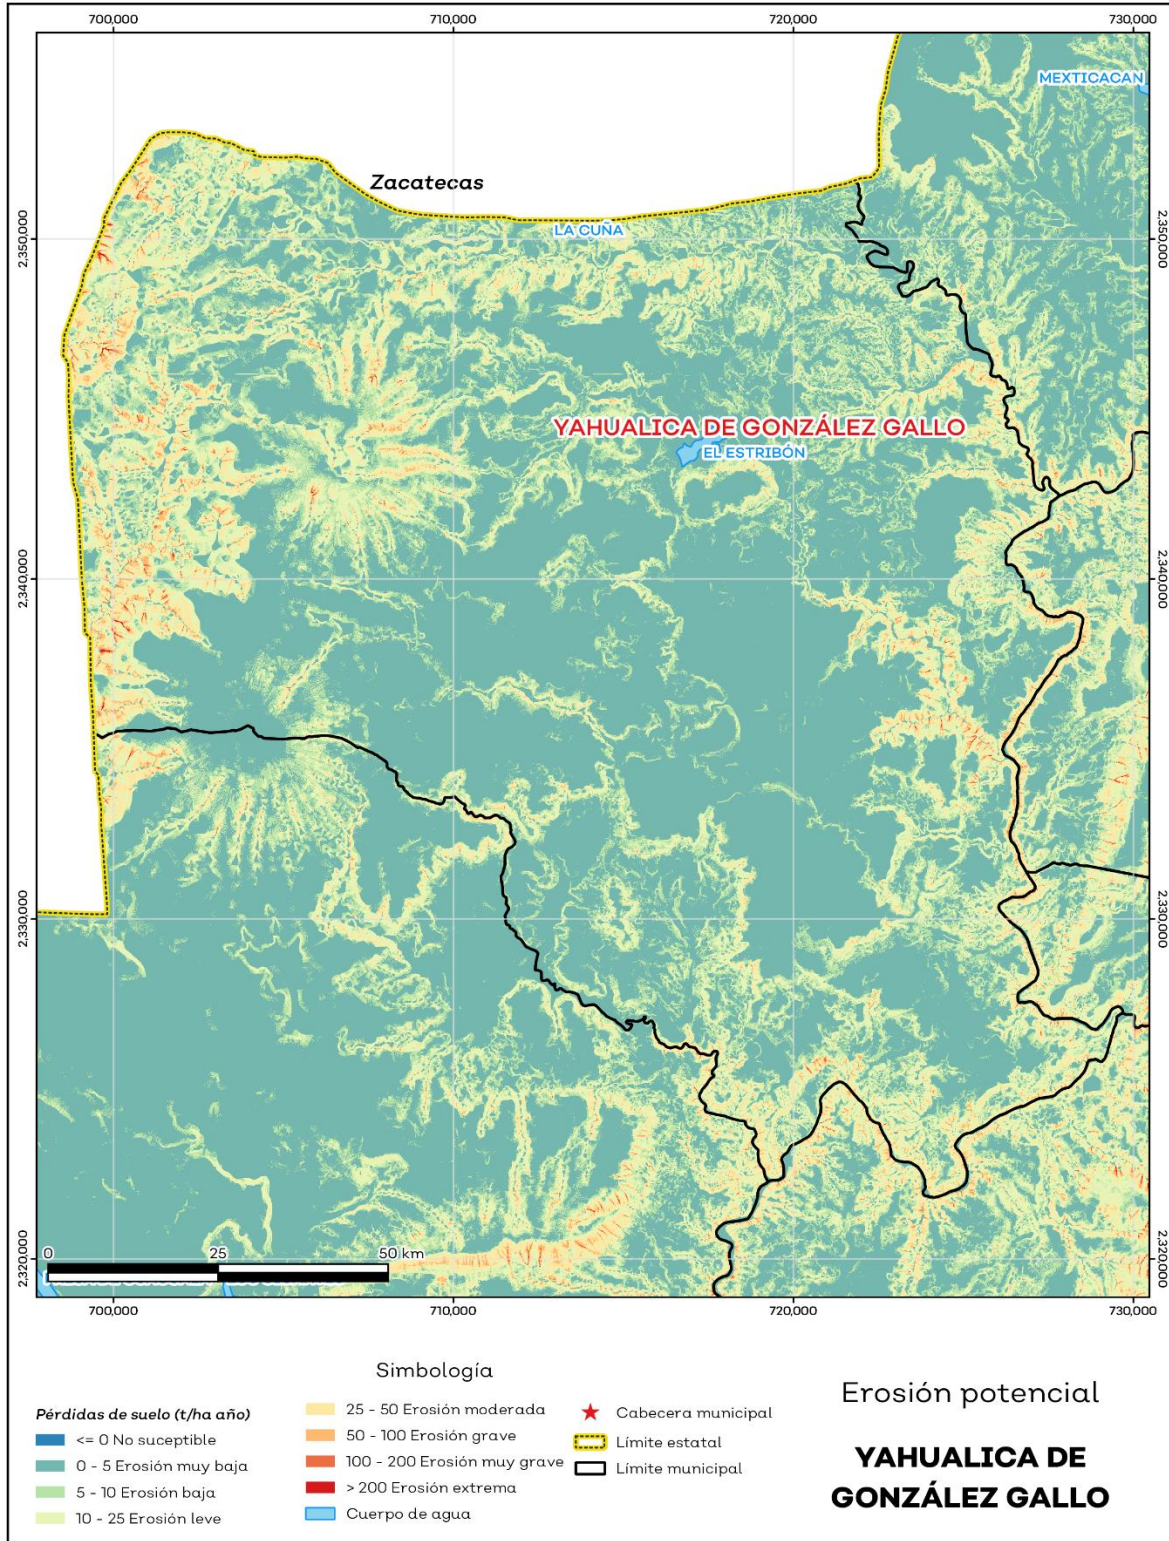 700,000
710,000
720,000
730,000
MEXTICACAN
Zacatecas
LA CUÑA
2,350,000
2,350,000
YAHUALICA DE GONZÁLEZ GALLO
EL ESTRIBÓN
2,340,000
2,340,000
2,330,000
2,330,000
2,320,000
2,320,000
0
25
50 km
700,000
710,000
720,000
730,000
Simbología
Pérdidas de suelo (t/ha año)
<= 0 No suceptible
0 - 5 Erosión muy baja
5 - 10 Erosión baja
10 - 25 Erosión leve
25 - 50 Erosión moderada
50 - 100 Erosión grave
100 - 200 Erosión muy grave
> 200 Erosión extrema
Cuerpo de agua
Cabecera municipal
Límite estatal
Límite municipal
Erosión potencial
YAHUALICA DE
GONZÁLEZ GALLO